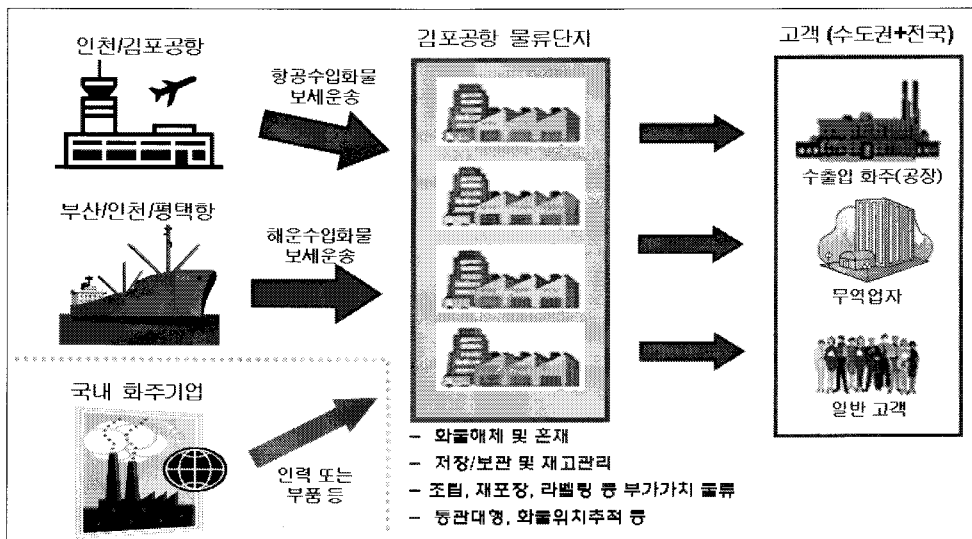 인천/김포공항
항공수입화물
보세운송
부산/인천/평택항
해운수입화물
보세운송
국내 화주기업
인력 또는
부품 등
김포공항 물류단지
- 화물해체 및 혼재
- 저장/보관 및 재고관리
- 조립, 재포장, 라벨링 등 부가가치 물류
- 통관대행, 화물위치추적 등
고객 (수도권+전국)
수출입 화주(공장)
무역업자
일반 고객